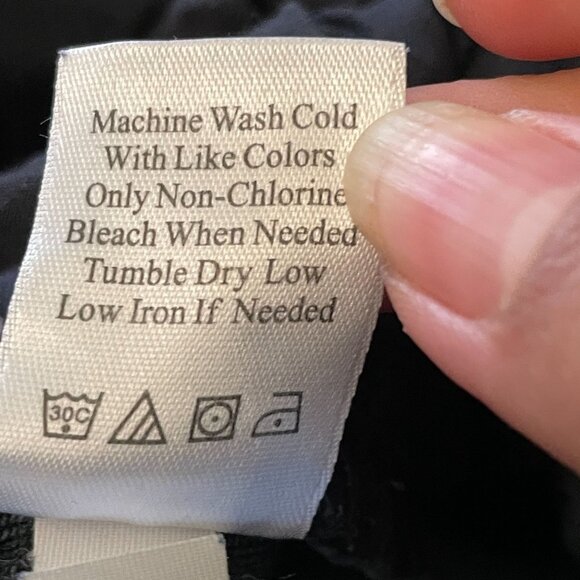 Machine Wash Cold
With Like Colors
Only Non-Chlorine
Bleach When Needed
Tumble Dry Low
Low Iron If Needed
30C